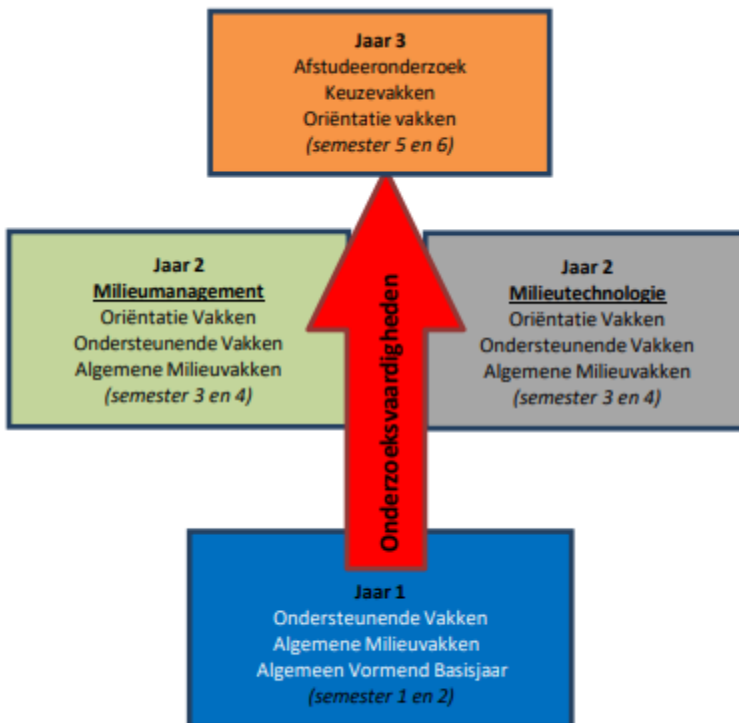 Jaar 3
Afstudeeronderzoek
Keuzevakken
Oriëntatie vakken
(semester 5 en 6)
Jaar 2
Milieumanagement
Oriëntatie Vakken
Ondersteunende Vakken
Algemene Milieuvakken
(semester 3 en 4)
Onderzoeksvaardigheden
Jaar 2
Milieutechnologie
Oriëntatie Vakken
Ondersteunende Vakken
Algemene Milieuvakken
(semester 3 en 4)
Jaar 1
Ondersteunende Vakken
Algemene Milieuvakken
Algemeen Vormend Basisjaar
(semester 1 en 2)